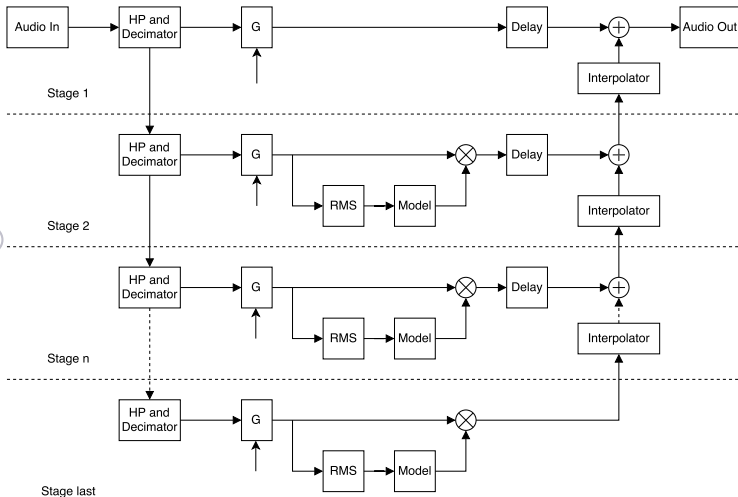 Audio In
HP and
Decimator
G
Delay
Audio Out
Interpolator
Stage 1
HP and
Decimator
G
Delay
RMS
Model
Interpolator
Stage 2
HP and
Decimator
G
Delay
RMS
Model
Interpolator
Stage n
HP and
Decimator
G
RMS
Model
Stage last